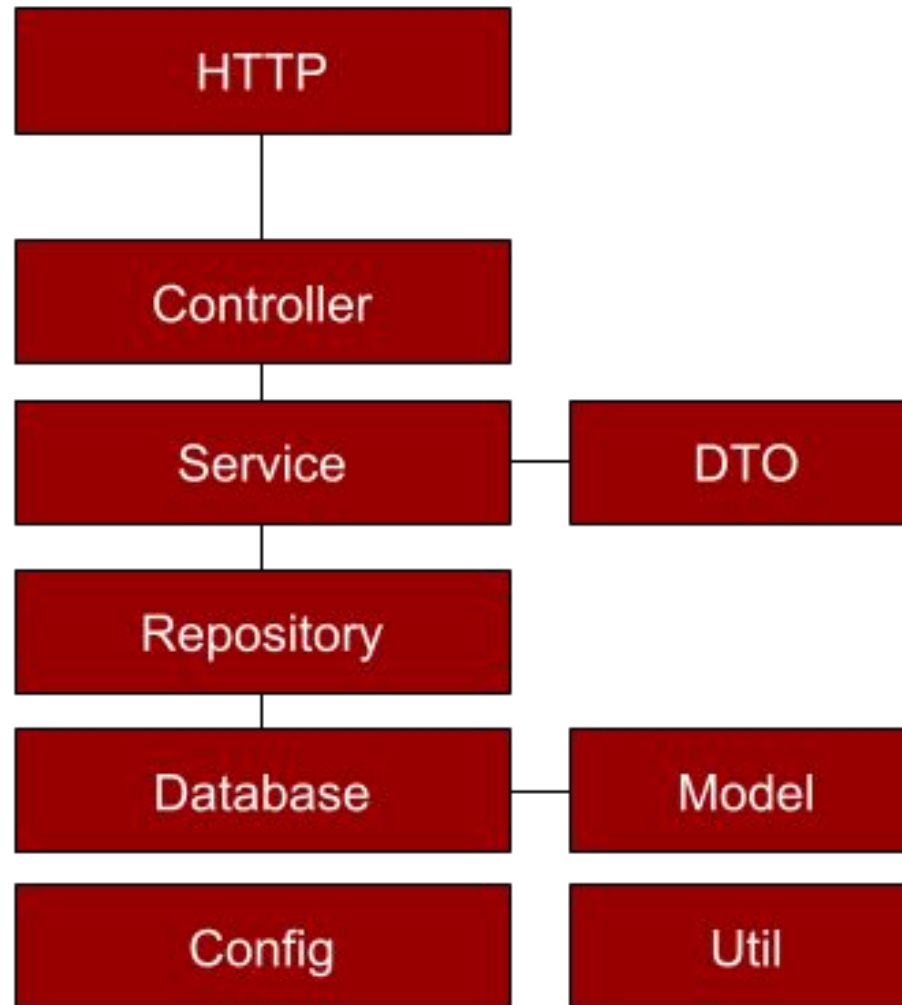 HTTP
Controller
Service
DTO
Repository
Database
Model
Config
Util